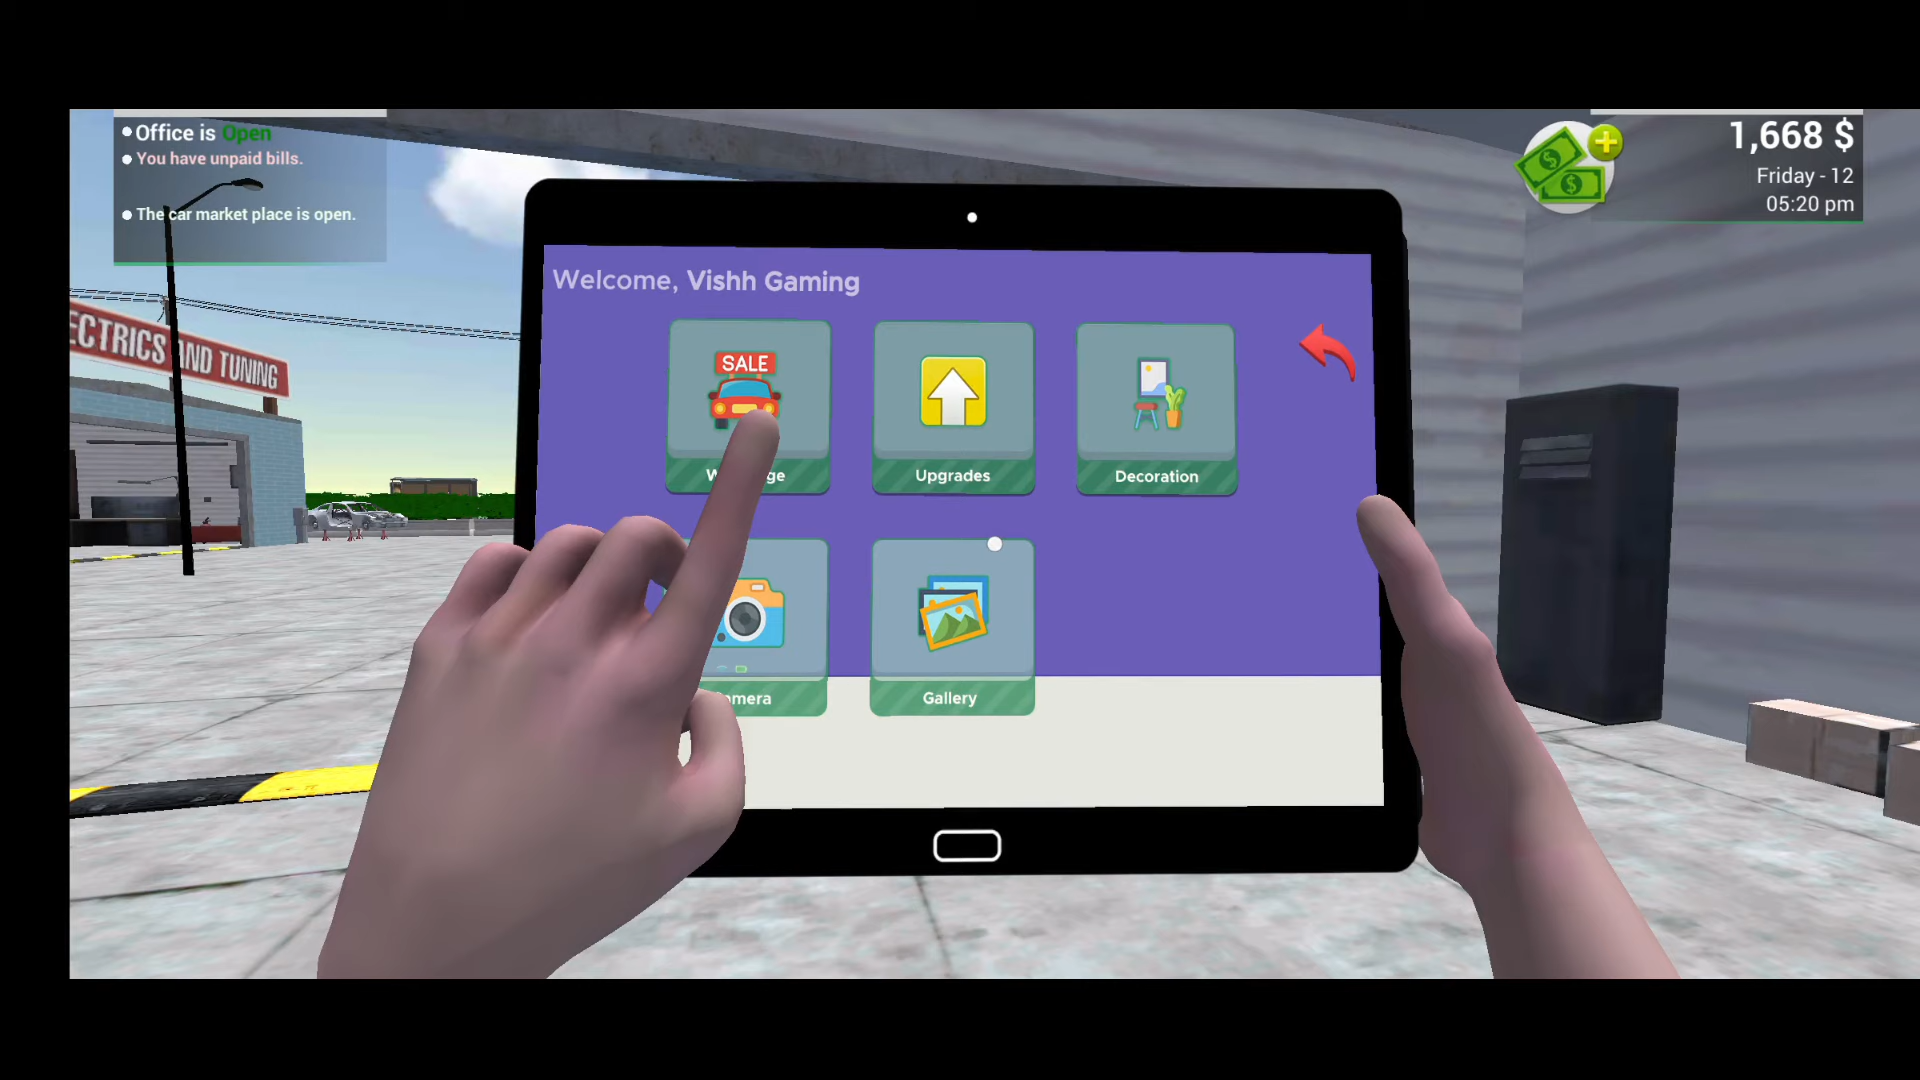 Office is Open
You have unpaid bills.
The car market place is open.
1,668 $
Friday - 12
05:20 pm
Welcome, Vishh Gaming
SALE
Upgrades
Decoration
Gallery
AND TUNING